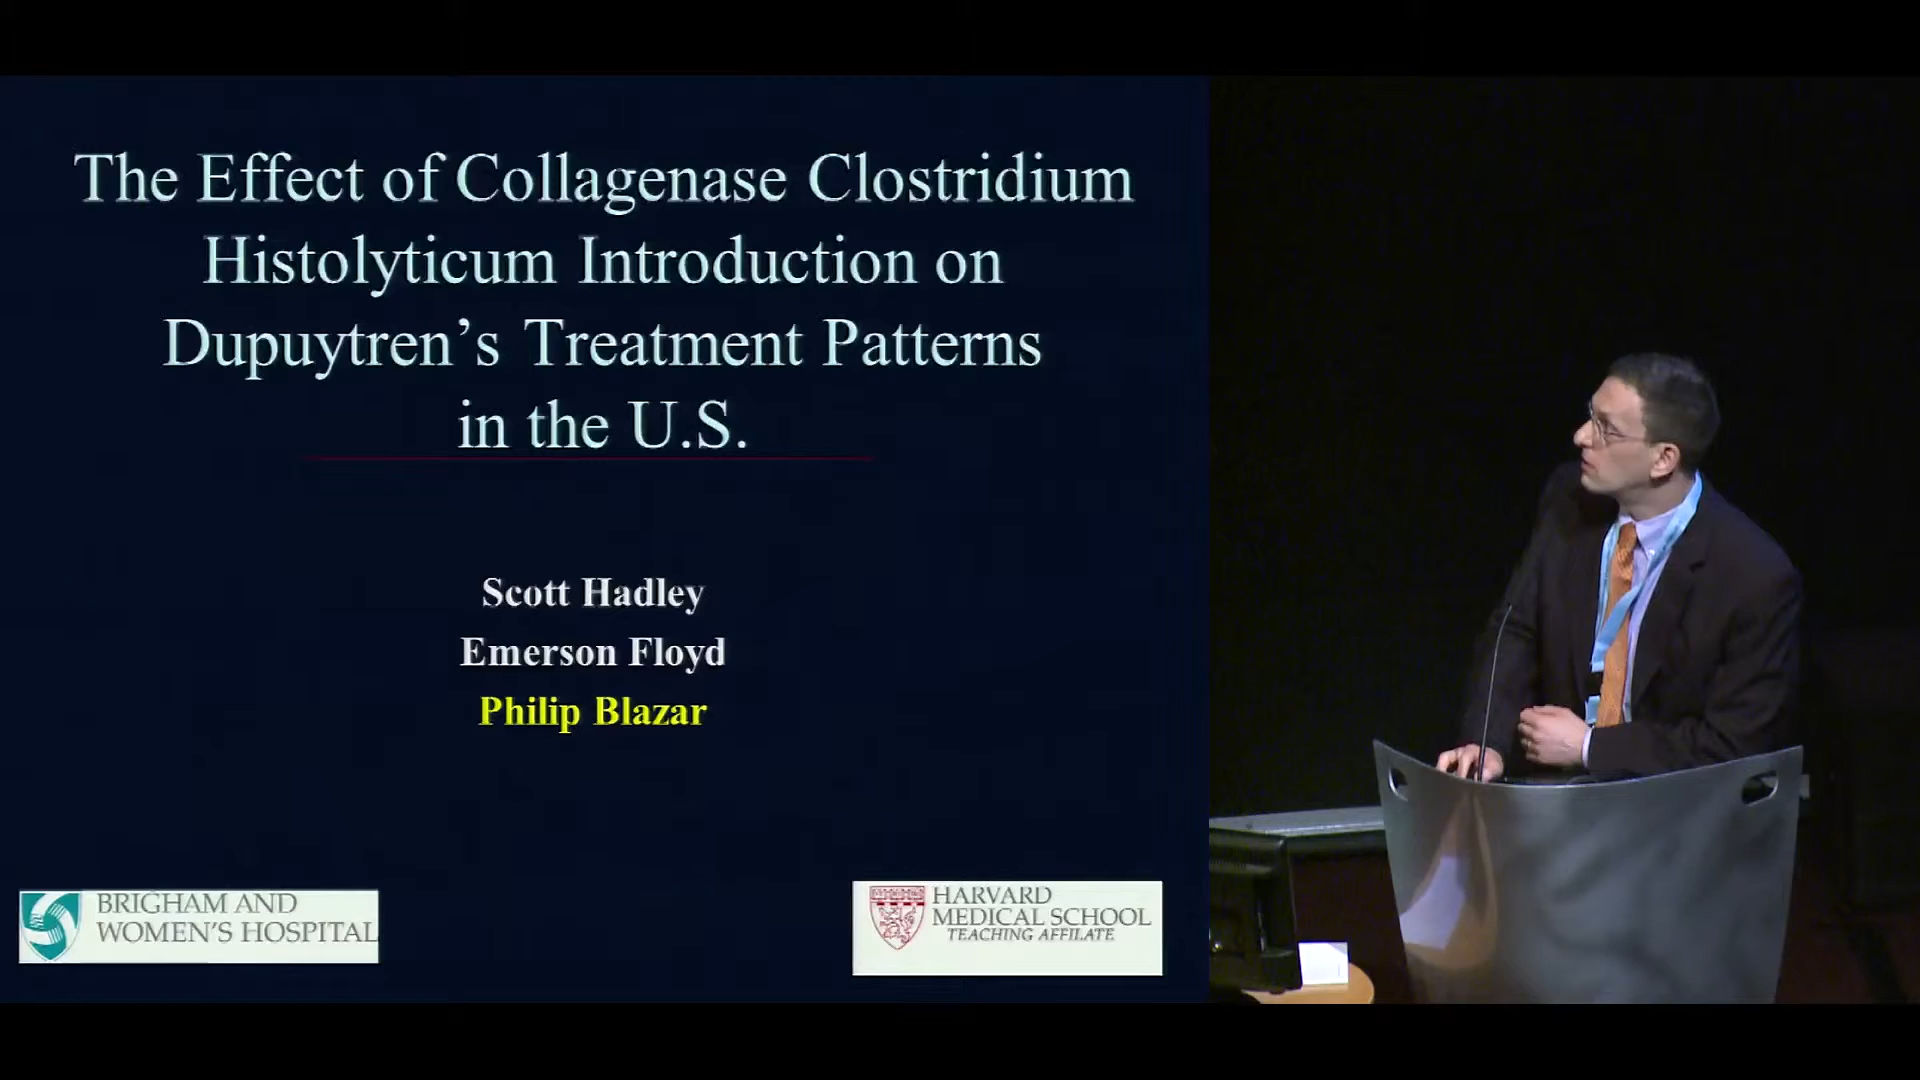 The Effect of Collagenase Clostridium
Histolyticum Introduction on
Dupuytren’s Treatment Patterns
in the U.S.
Scott Hadley
Emerson Floyd
Philip Blazar
BRIGHAM AND
WOMEN’S HOSPITAL
HARVARD
MEDICAL SCHOOL
TEACHING AFFILIATE